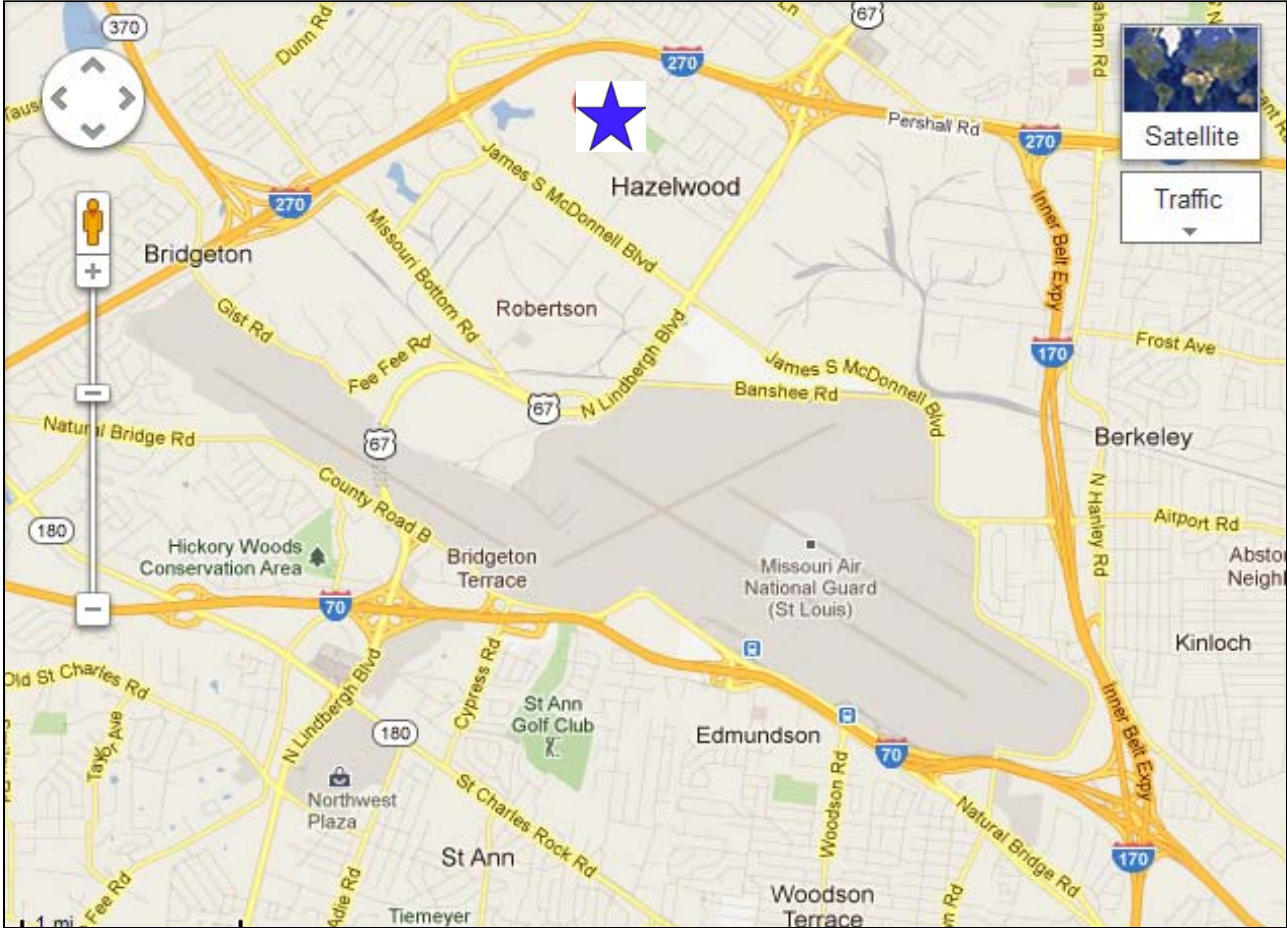 370
Dunn Rd
67
270
Satellite
Traffic
Pershall Rd
270
Hazelwood
James S McDonnell Blvd
270
Inner Belt Expy
Bridgeton
Missouri Bottom Rd
Robertson
Gist Rd
Fee Fee Rd
N Lindbergh Blvd
James S McDonnell Blvd
170
Frost Ave
Banshee Rd
67
67
Natural Bridge Rd
Berkeley
County Road B
N Hanley Rd
180
Airport Rd
Hickory Woods
Conservation Area
Bridgeton
Terrace
Missouri Air
National Guard
(St Louis)
70
Kinloch
Old St Charles Rd
N Lindbergh Blvd
Cypress Rd
St Ann
Golf Club
Taylor Ave
180
Edmundson
Inner Belt Expy
70
Woodson Rd
Northwest
Plaza
St Charles Rock Rd
Natural Bridge Rd
St Ann
170
Fee Rd
Adie Rd
Woodson
Terrace
1 mi
Tiemeyer